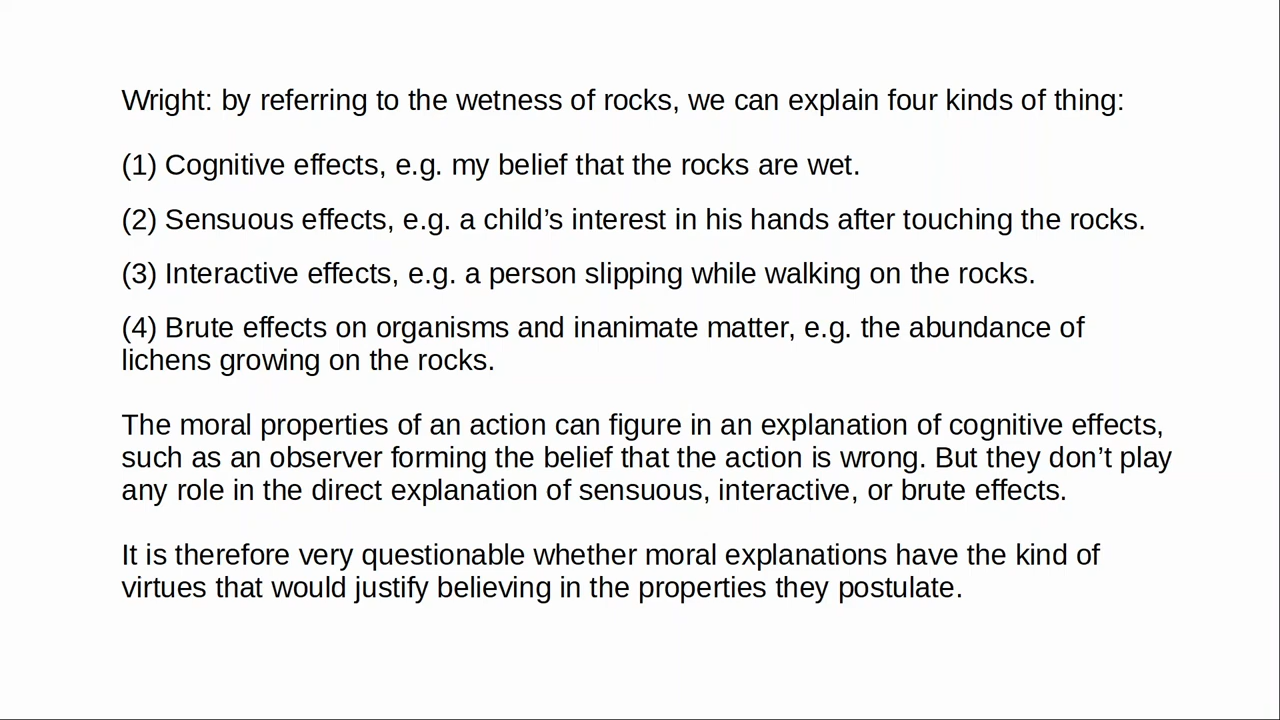 Wright: by referring to the wetness of rocks, we can explain four kinds of thing:
(1) Cognitive effects, e.g. my belief that the rocks are wet.
(2) Sensuous effects, e.g. a child’s interest in his hands after touching the rocks.
(3) Interactive effects, e.g. a person slipping while walking on the rocks.
(4) Brute effects on organisms and inanimate matter, e.g. the abundance of
lichens growing on the rocks.
The moral properties of an action can figure in an explanation of cognitive effects,
such as an observer forming the belief that the action is wrong. But they don’t play
any role in the direct explanation of sensuous, interactive, or brute effects.
It is therefore very questionable whether moral explanations have the kind of
virtues that would justify believing in the properties they postulate.